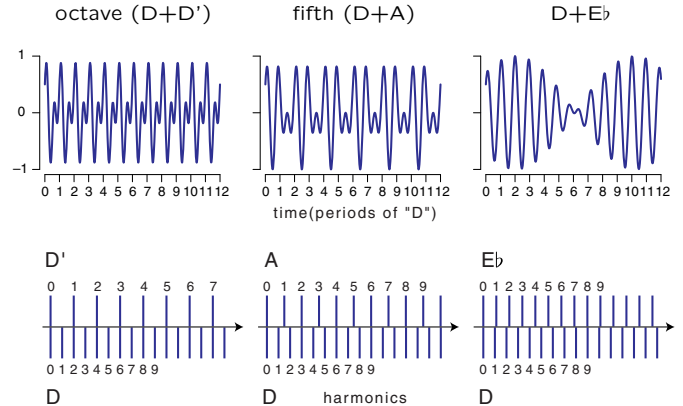 octave (D+D’) fifth (D+A) D+E♭
1
0
−1
0 1 2 3 4 5 6 7 8 9 10 11 12 0 1 2 3 4 5 6 7 8 9 10 11 12 0 1 2 3 4 5 6 7 8 9 10 11 12
time(periods of "D")
D' A E♭
0 1 2 3 4 5 6 7 0 1 2 3 4 5 6 7 8 9 0 1 2 3 4 5 6 7 8 9
0 1 2 3 4 5 6 7 8 9 0 1 2 3 4 5 6 7 8 9 0 1 2 3 4 5 6 7 8 9
D D harmonics D